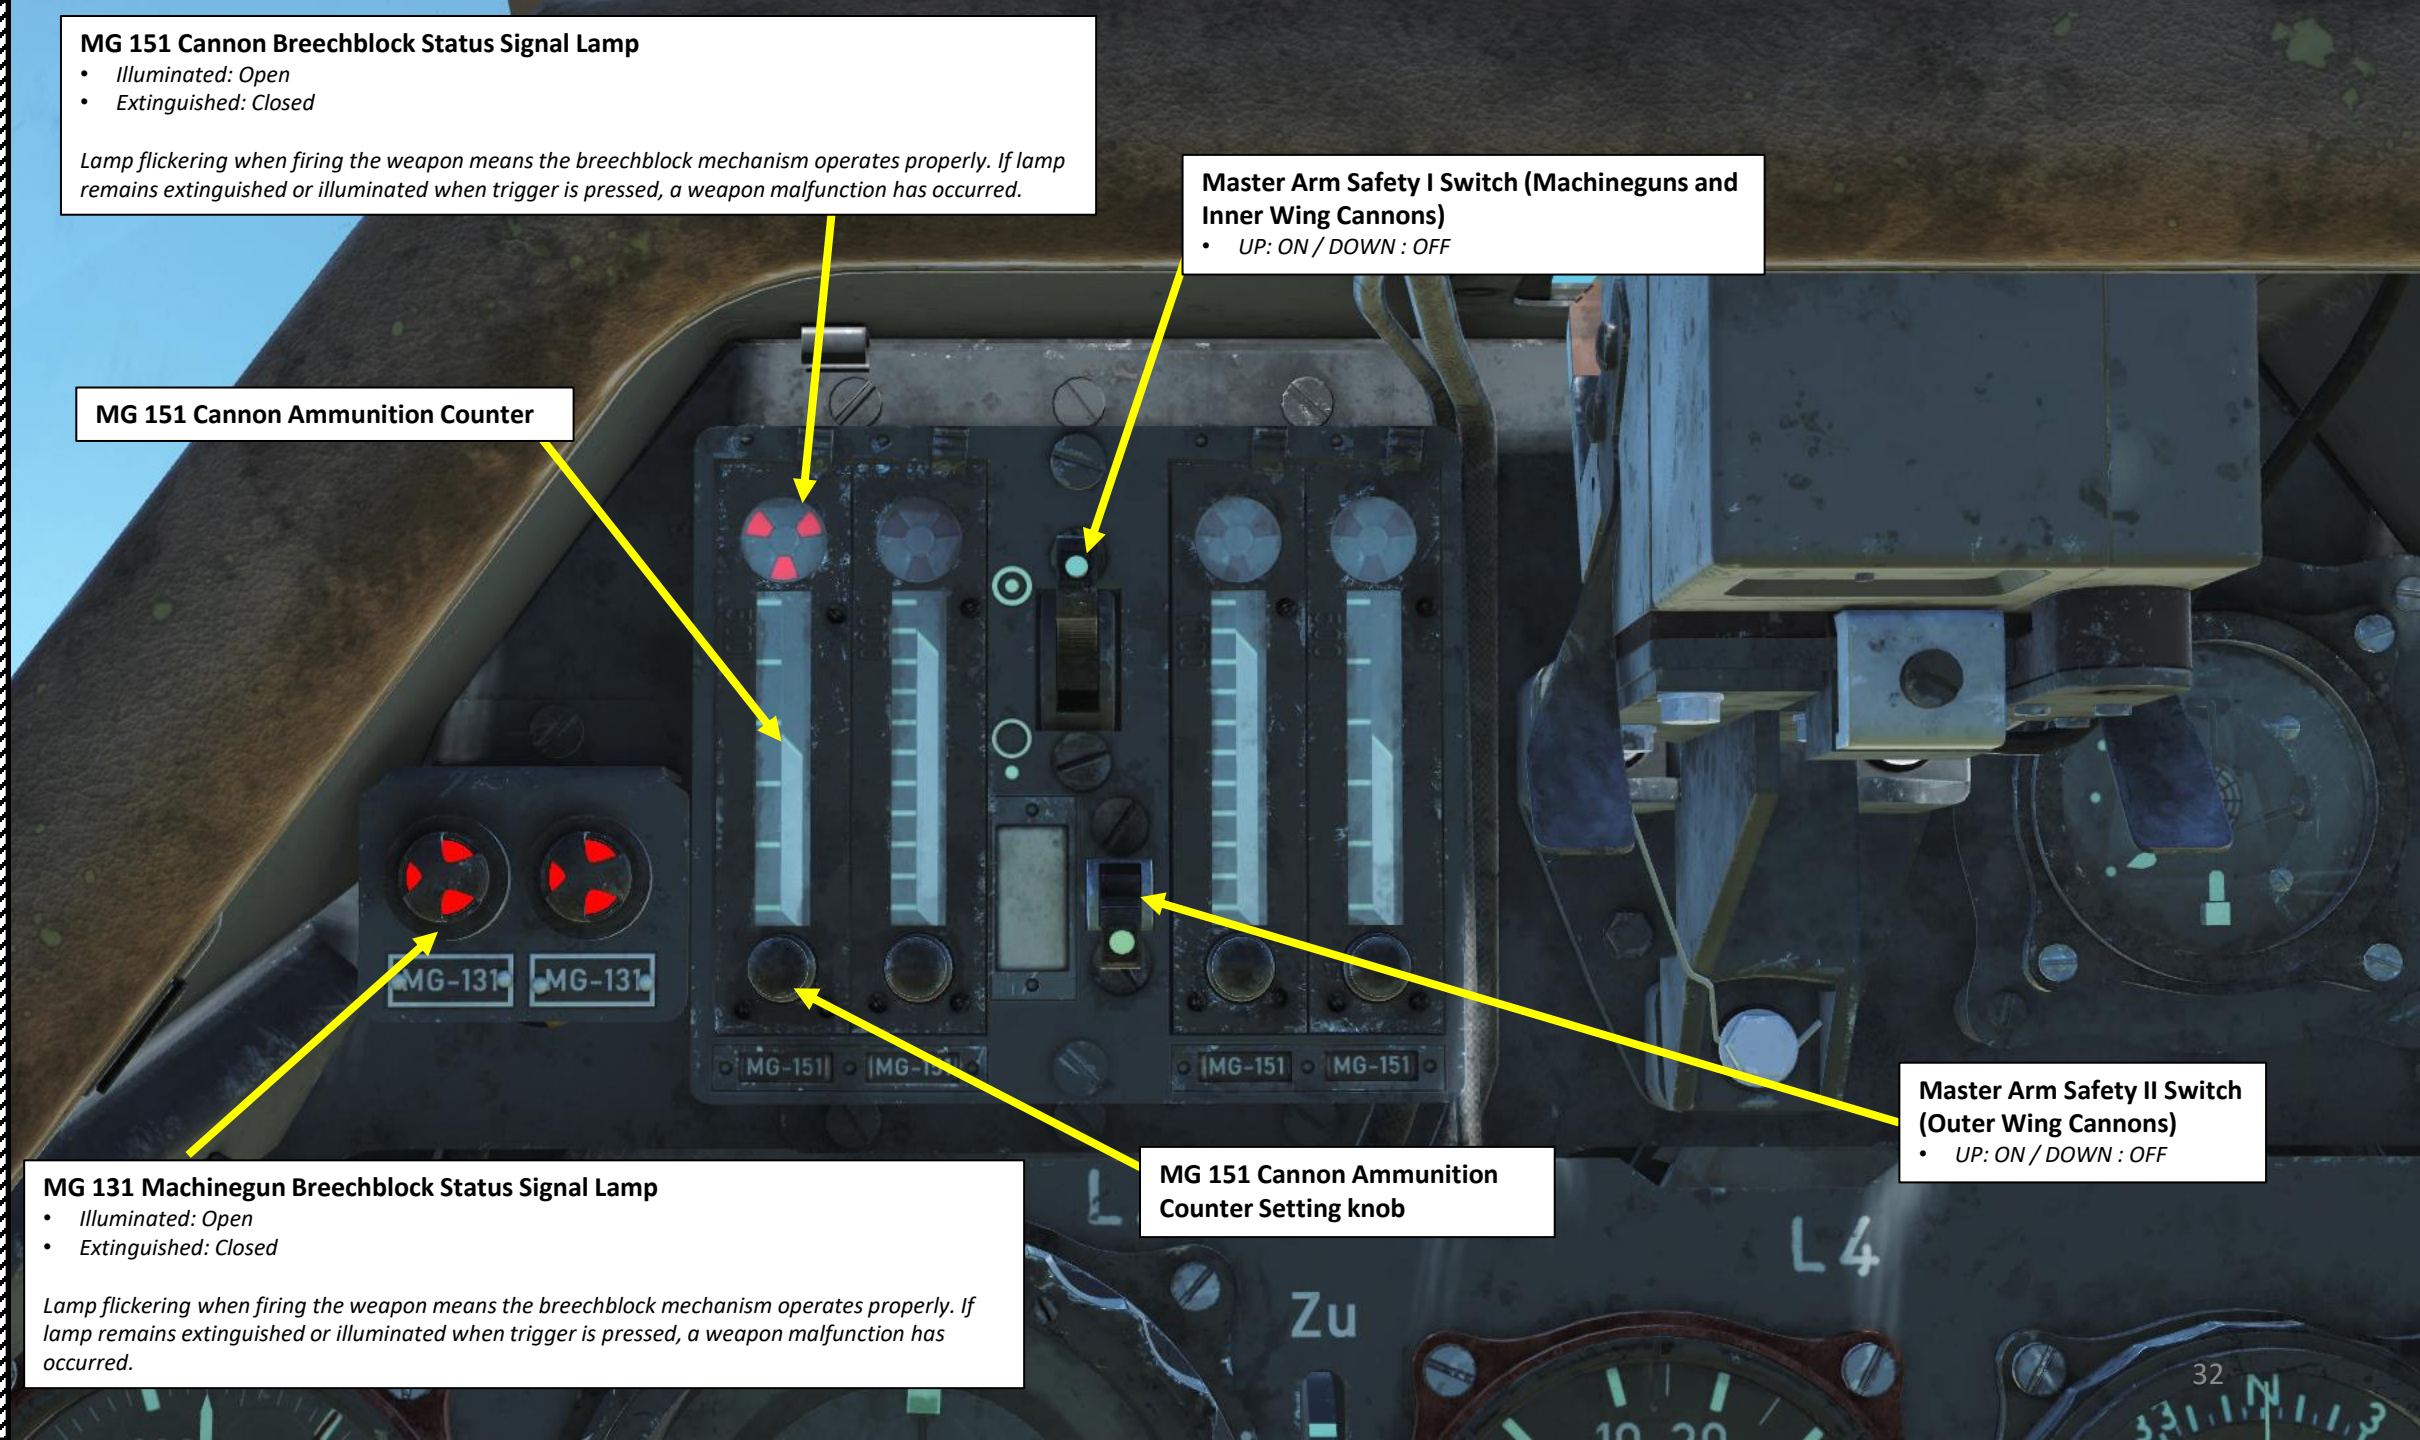 MG 151 Cannon Breechblock Status Signal Lamp
• Illuminated: Open
• Extinguished: Closed
Lamp flickering when firing the weapon means the breechblock mechanism operates properly. If lamp
remains extinguished or illuminated when trigger is pressed, a weapon malfunction has occurred.
Master Arm Safety I Switch (Machineguns and
Inner Wing Cannons)
• UP: ON / DOWN : OFF
MG 151 Cannon Ammunition Counter
MG-131
MG-131
MG-151
MG-151
MG-151
MG-151
Master Arm Safety II Switch
(Outer Wing Cannons)
• UP: ON / DOWN : OFF
MG 151 Cannon Ammunition
Counter Setting knob
MG 131 Machinegun Breechblock Status Signal Lamp
• Illuminated: Open
• Extinguished: Closed
Lamp flickering when firing the weapon means the breechblock mechanism operates properly. If
lamp remains extinguished or illuminated when trigger is pressed, a weapon malfunction has
occurred.
L4
Zu
32
33 N 3